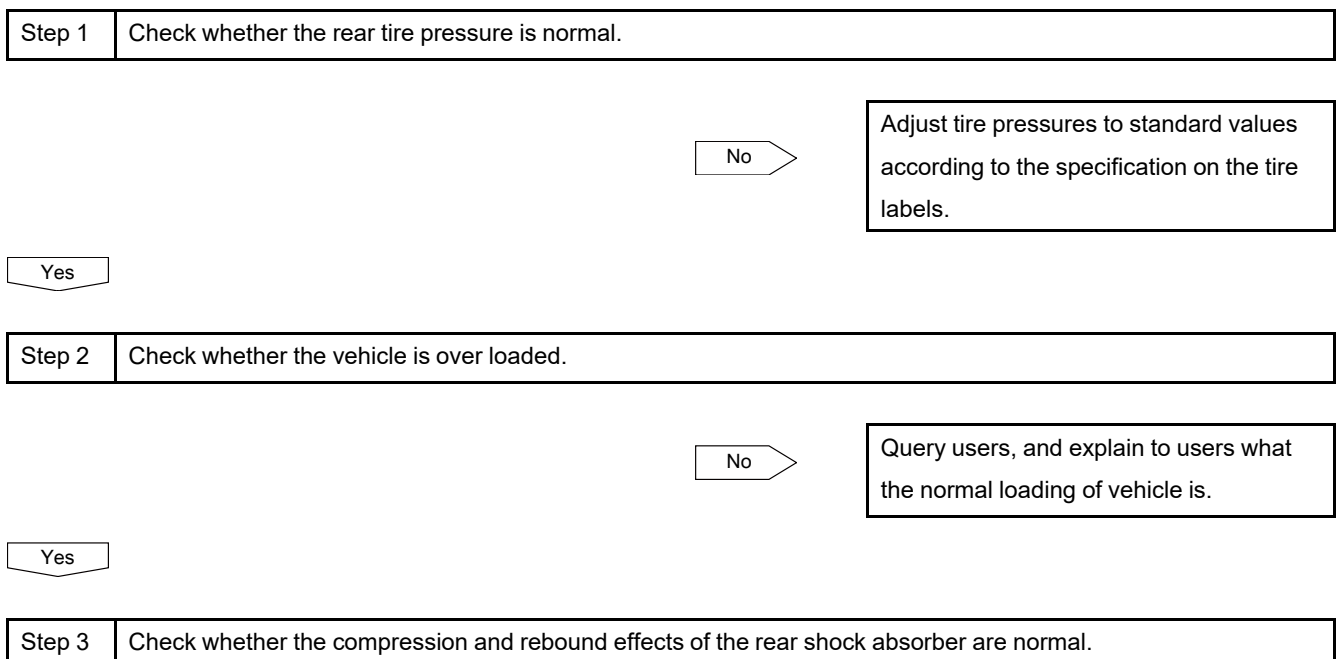 Step 1 Check whether the rear tire pressure is normal.
No
Adjust tire pressures to standard values
according to the specification on the tire
labels.
Yes
Step 2 Check whether the vehicle is over loaded.
No
Query users, and explain to users what
the normal loading of vehicle is.
Yes
Step 3 Check whether the compression and rebound effects of the rear shock absorber are normal.